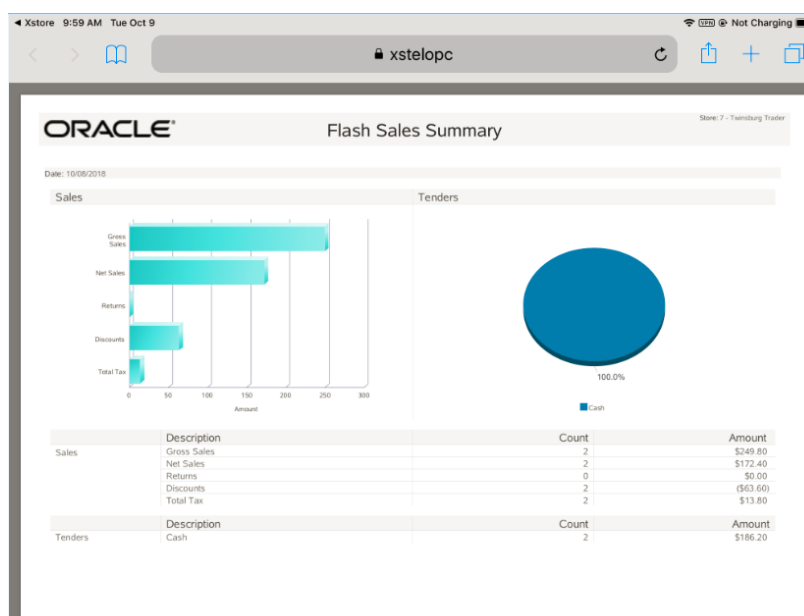 Xstore 9:59 AM Tue Oct 9 VPN Not Charging
xstelopc
ORACLE® Flash Sales Summary Store: 7 - Twinsburg Trader
Date: 10/08/2018
Sales Tenders
Gross
Sales
Net Sales
Returns
Discounts
Total Tax
0 50 100 150 200 250 300
Amount
100.0%
Cash
Description Count Amount
Sales Gross Sales 2 $249.80
Net Sales 2 $172.40
Returns 0 $0.00
Discounts 2 ($63.60)
Total Tax 2 $13.80
Description Count Amount
Tenders Cash 2 $186.20